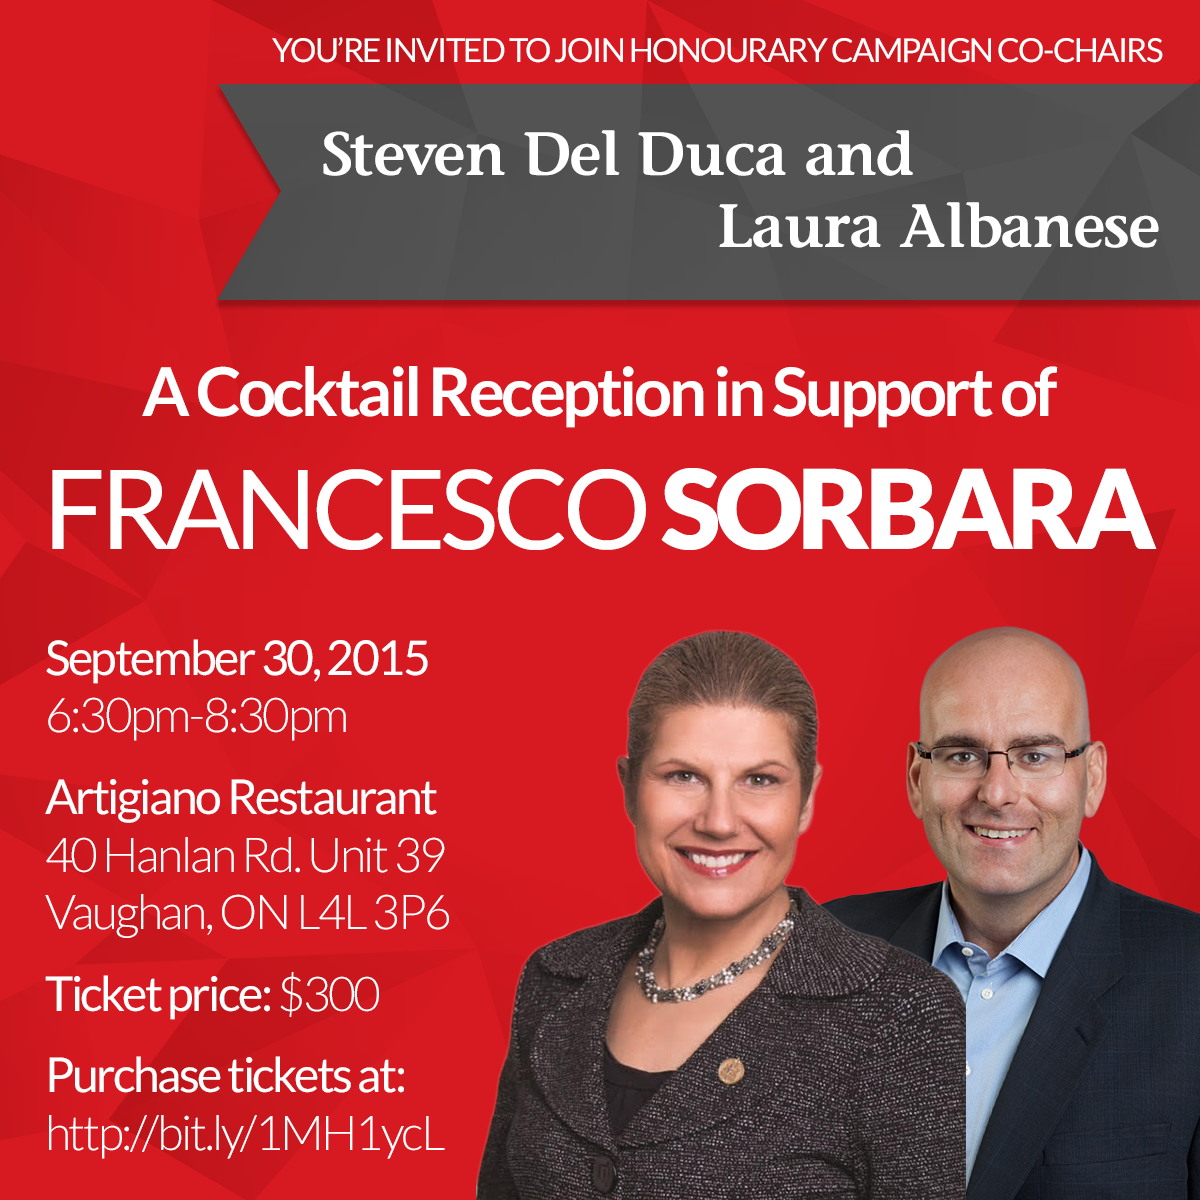 YOU'RE INVITED TO JOIN HONOURARY CAMPAIGN CO-CHAIRS
Steven Del Duca and
Laura Albanese
A Cocktail Reception in Support of
FRANCESCO SORBARA
September 30, 2015
6:30pm-8:30pm
Artigiano Restaurant
40 Hanlan Rd. Unit 39
Vaughan, ON L4L 3P6
Ticket price: $300
Purchase tickets at:
http://bit.ly/1MH1ycL